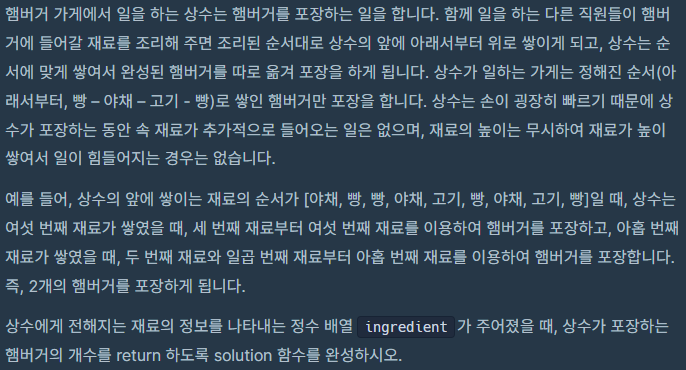 햄버거 가게에서 일을 하는 상수는 햄버거를 포장하는 일을 합니다. 함께 일을 하는 다른 직원들이 햄버
거에 들어갈 재료를 조리해 주면 조리된 순서대로 상수의 앞에 아래서부터 위로 쌓이게 되고, 상수는 순
서에 맞게 쌓여서 완성된 햄버거를 따로 옮겨 포장을 하게 됩니다. 상수가 일하는 가게는 정해진 순서(아
래서부터, 빵 – 야채 – 고기 - 빵)로 쌓인 햄버거만 포장을 합니다. 상수는 손이 굉장히 빠르기 때문에 상
수가 포장하는 동안 속 재료가 추가적으로 들어오는 일은 없으며, 재료의 높이는 무시하여 재료가 높이
쌓여서 일이 힘들어지는 경우는 없습니다.
예를 들어, 상수의 앞에 쌓이는 재료의 순서가 [야채, 빵, 빵, 야채, 고기, 빵, 야채, 고기, 빵]일 때, 상수는
여섯 번째 재료가 쌓였을 때, 세 번째 재료부터 여섯 번째 재료를 이용하여 햄버거를 포장하고, 아홉 번째
재료가 쌓였을 때, 두 번째 재료와 일곱 번째 재료부터 아홉 번째 재료를 이용하여 햄버거를 포장합니다.
즉, 2개의 햄버거를 포장하게 됩니다.
상수에게 전해지는 재료의 정보를 나타내는 정수 배열 ingredient가 주어졌을 때, 상수가 포장하는
햄버거의 개수를 return 하도록 solution 함수를 완성하시오.